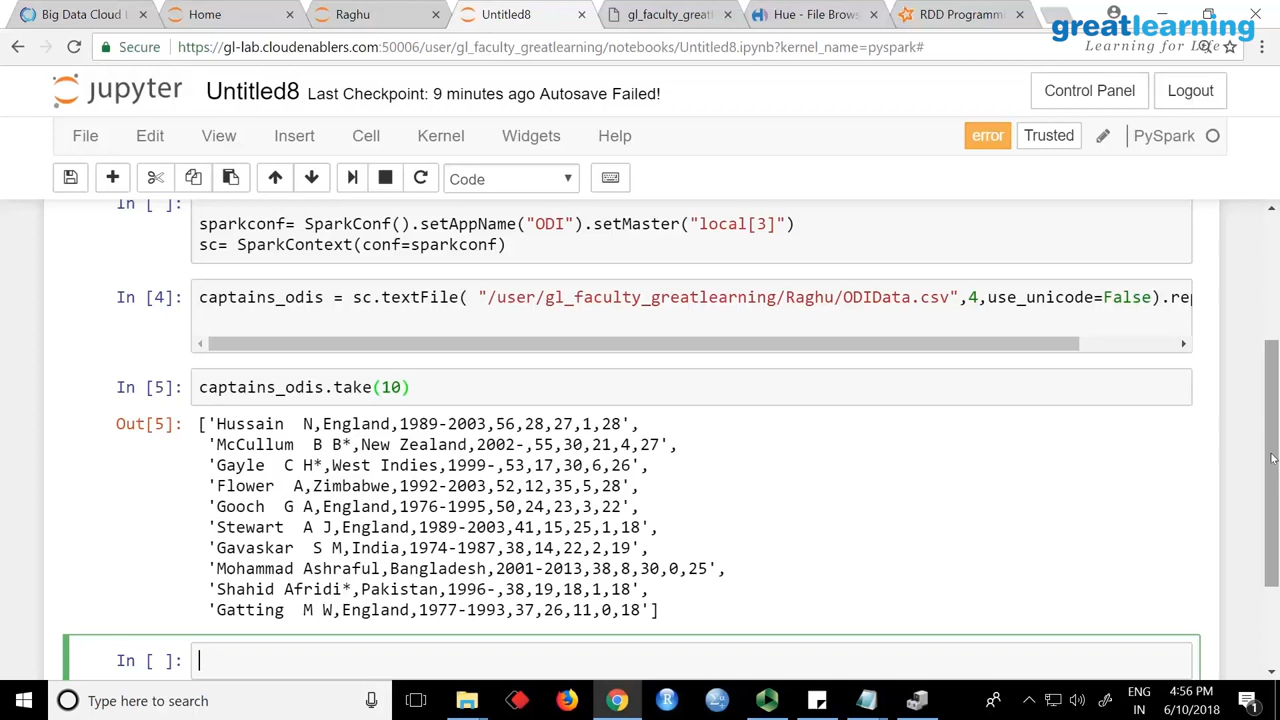 Big Data Cloud L
Home
Raghu
Untitled8
gl_faculty_great
Hue - File Brows
RDD Programm
greatlearning
Learning for Life
Secure https://gl-lab.cloudenablers.com:50006/user/gl_faculty_greatlearning/notebooks/Untitled8.ipynb?kernel_name=pyspark#
jupyter Untitled8 Last Checkpoint: 9 minutes ago Autosave Failed!
Control Panel
Logout
File Edit View Insert Cell Kernel Widgets Help
error Trusted PySpark
Code
In [ ]:
sparkconf= SparkConf().setAppName("ODI").setMaster("local[3]")
sc= SparkContext(conf=sparkconf)
In [4]: captains_odis = sc.textFile( "/user/gl_faculty_greatlearning/Raghu/ODIData.csv",4,use_unicode=False).rep
In [5]: captains_odis.take(10)
Out[5]: ['Hussain  N,England,1989-2003,56,28,27,1,28',
'McCullum  B B*,New Zealand,2002-,55,30,21,4,27',
'Gayle  C H*,West Indies,1999-,53,17,30,6,26',
'Flower  A,Zimbabwe,1992-2003,52,12,35,5,28',
'Gooch  G A,England,1976-1995,50,24,23,3,22',
'Stewart  A J,England,1989-2003,41,15,25,1,18',
'Gavaskar  S M,India,1974-1987,38,14,22,2,19',
'Mohammad Ashraful,Bangladesh,2001-2013,38,8,30,0,25',
'Shahid Afridi*,Pakistan,1996-,38,19,18,1,18',
'Gatting  M W,England,1977-1993,37,26,11,0,18']
In [ ]:
Type here to search
ENG
IN
4:56 PM
6/10/2018
1